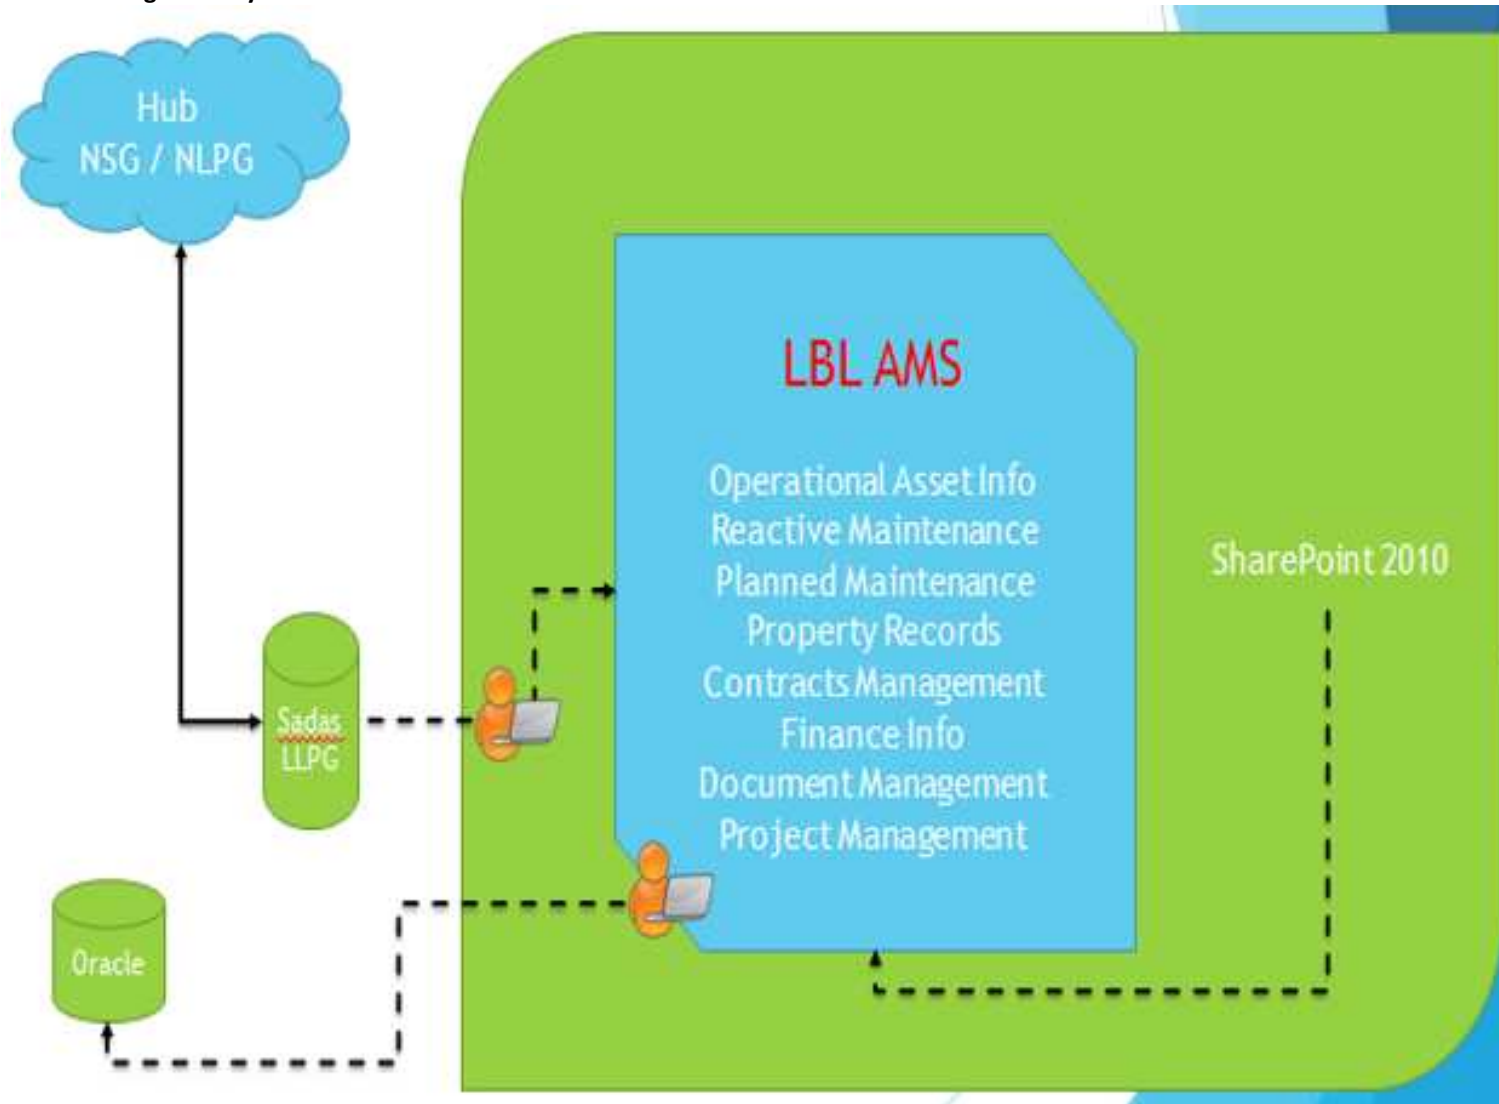 Hub
NSG / NLPG
LBL AMS
Operational Asset Info
Reactive Maintenance
Planned Maintenance
Property Records
Contracts Management
Finance Info
Document Management
Project Management
SharePoint 2010
Sadas
LLPG
Oracle